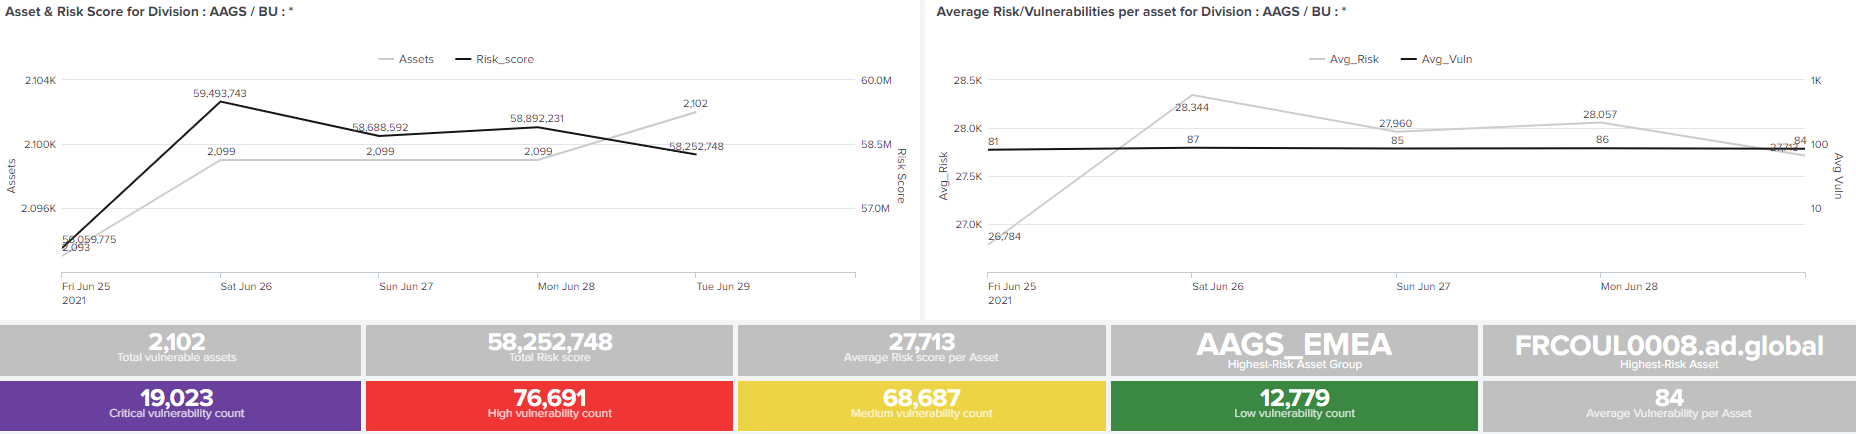 Asset & Risk Score for Division : AAGS / BU : *
Assets Risk_score
2.104K
2.100K
2.096K
Assets
60.0M
58.5M
57.0M
Risk Score
56,059,775
59,493,743
58,688,592
58,892,231
58,252,748
2,093
2,099
2,099
2,099
2,102
Fri Jun 25 Sat Jun 26 Sun Jun 27 Mon Jun 28 Tue Jun 29
2021
Average Risk/Vulnerabilities per asset for Division : AAGS / BU : *
Avg_Risk Avg_Vuln
28.5K
28.0K
27.5K
27.0K
Avg_Risk
1K
100
10
Avg Vuln
26,784
28,344
27,960
28,057
27,713
81
87
85
86
84
Fri Jun 25 Sat Jun 26 Sun Jun 27 Mon Jun 28
2021
2,102
Total vulnerable assets
58,252,748
Total Risk score
27,713
Average Risk score per Asset
AAGS_EMEA
Highest-Risk Asset Group
FRCOUL0008.ad.global
Highest-Risk Asset
19,023
Critical vulnerability count
76,691
High vulnerability count
68,687
Medium vulnerability count
12,779
Low vulnerability count
84
Average Vulnerability per Asset